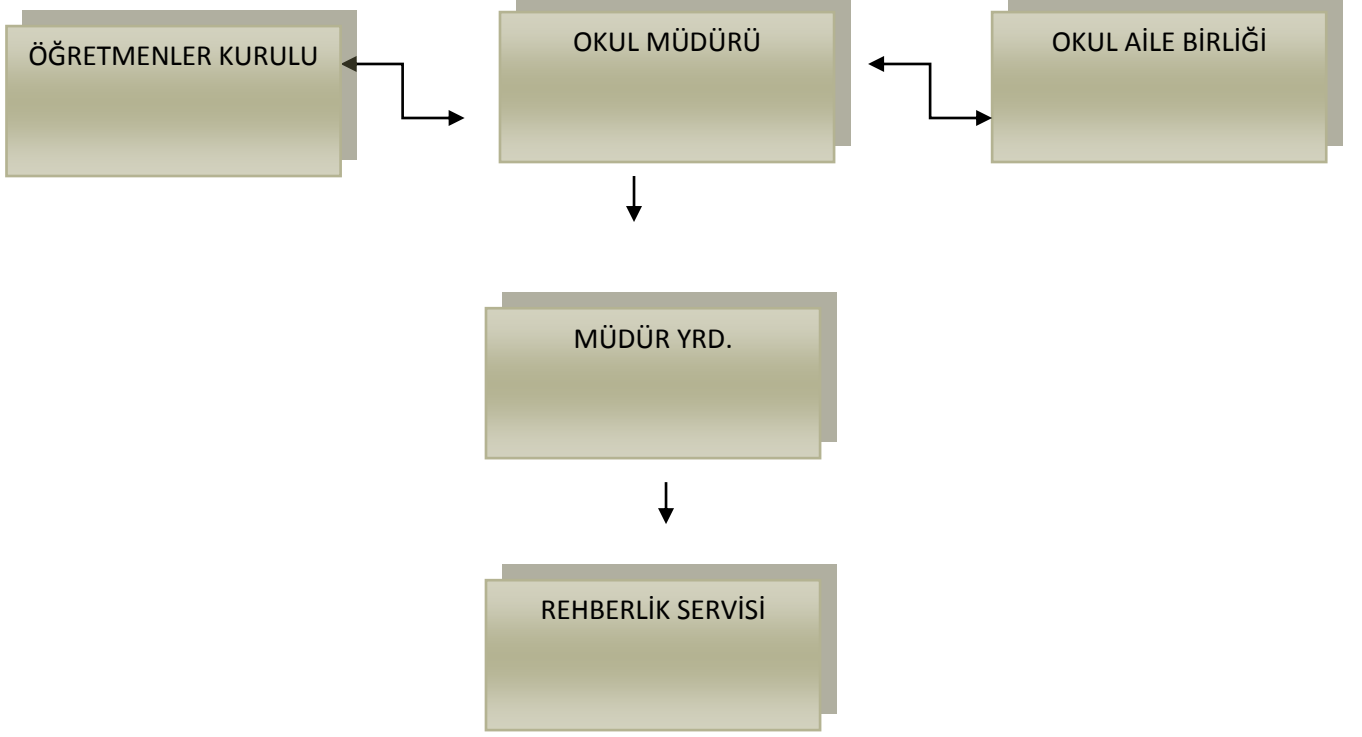 ÖĞRETMENLER KURULU
OKUL MÜDÜRÜ
OKUL AİLE BİRLİĞİ
MÜDÜR YRD.
REHBERLİK SERVİSİ